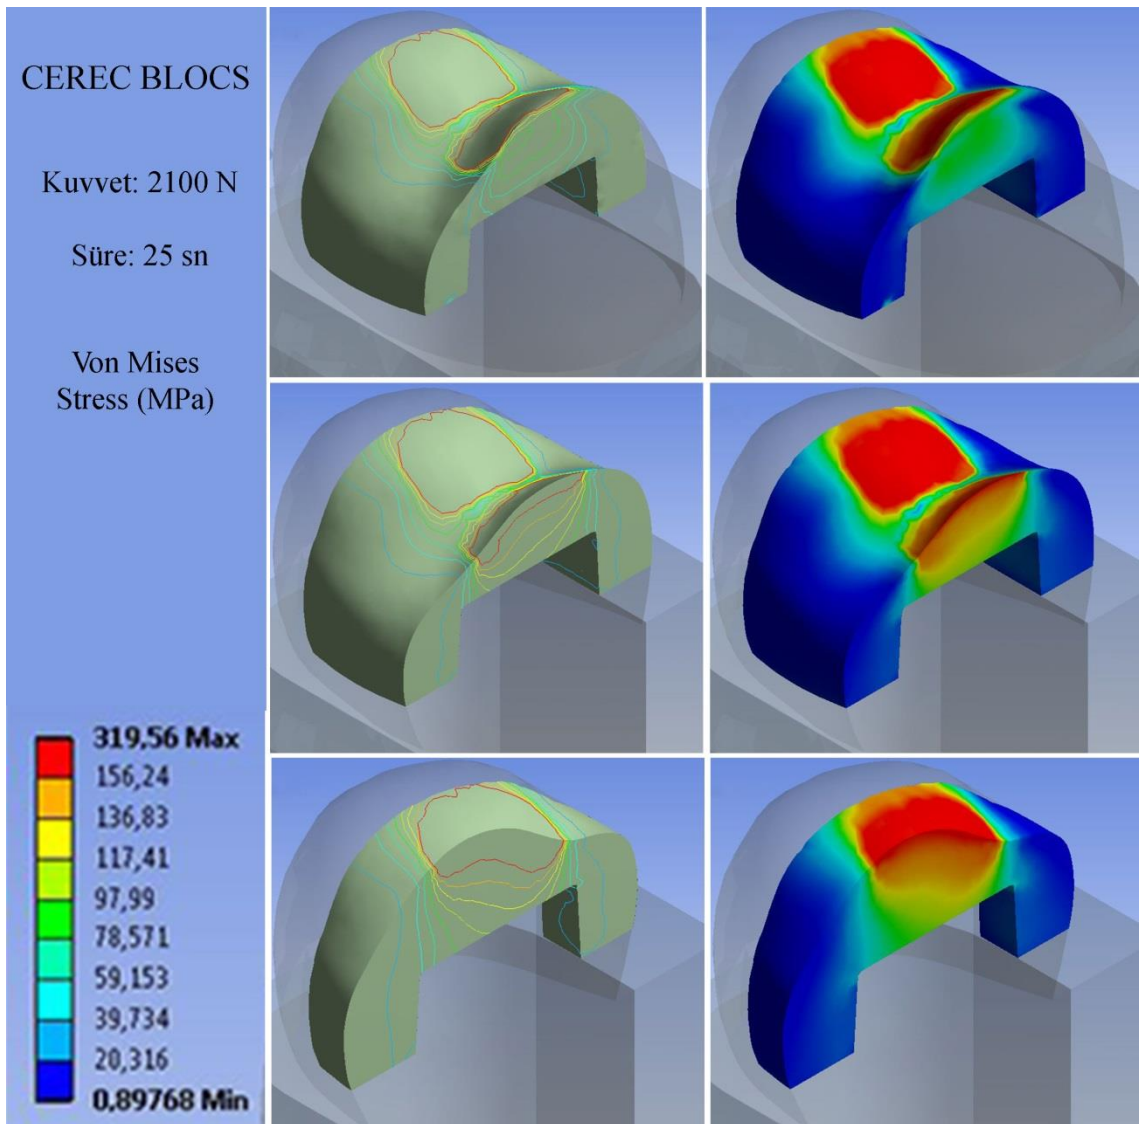 CEREC BLOCS
Kuvvet: 2100 N
Süre: 25 sn
Von Mises
Stress (MPa)
319,56 Max
156,24
136,83
117,41
97,99
78,571
59,153
39,734
20,316
0,89768 Min